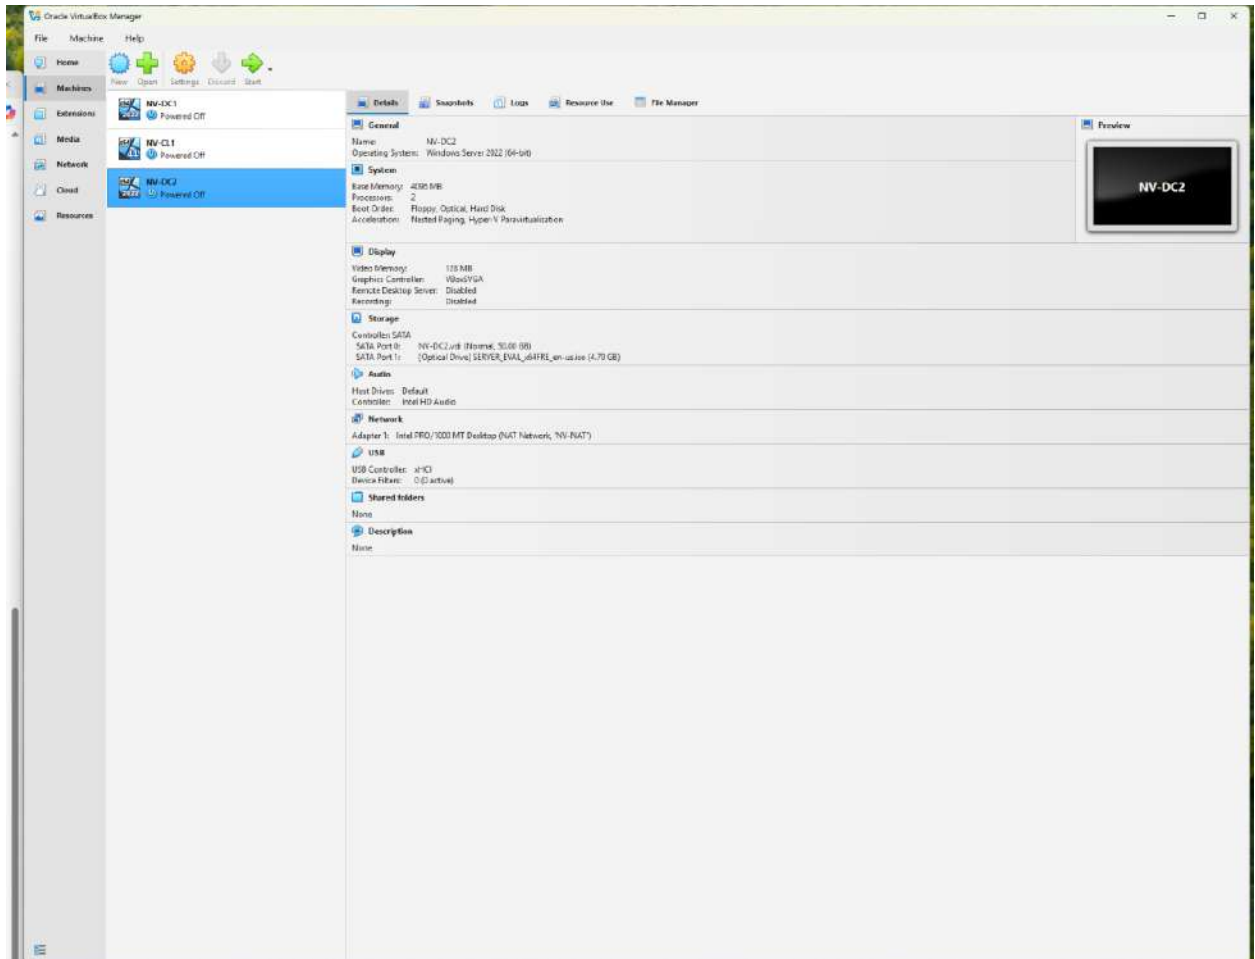 Oracle VirtualBox Manager
File Machine Help
Home
Machines
Extensions
Media
Network
Cloud
Resources
New Open Settings Discard Start
NV-DC1
Powered Off
NV-CL1
Powered Off
NV-DC2
Powered Off
Details Snapshots Logs Resource Use File Manager
General
Name: NV-DC2
Operating System: Windows Server 2022 (64-bit)
System
Base Memory: 4096 MB
Processors: 2
Boot Order: Floppy, Optical, Hard Disk
Acceleration: Nested Paging, Hyper-V Paravirtualization
Preview
NV-DC2
Display
Video Memory: 128 MB
Graphics Controller: VBoxSVGA
Remote Desktop Server: Disabled
Recording: Disabled
Storage
Controller: SATA
SATA Port 0: NV-DC2.vdi (Normal, 50.00 GB)
SATA Port 1: [Optical Drive] SERVER_EVAL_x64FRE_en-us.iso (4.70 GB)
Audio
Host Driver: Default
Controller: Intel HD Audio
Network
Adapter 1: Intel PRO/1000 MT Desktop (NAT Network, 'NV-NAT')
USB
USB Controller: xHCI
Device Filters: 0 (0 active)
Shared folders
None
Description
None